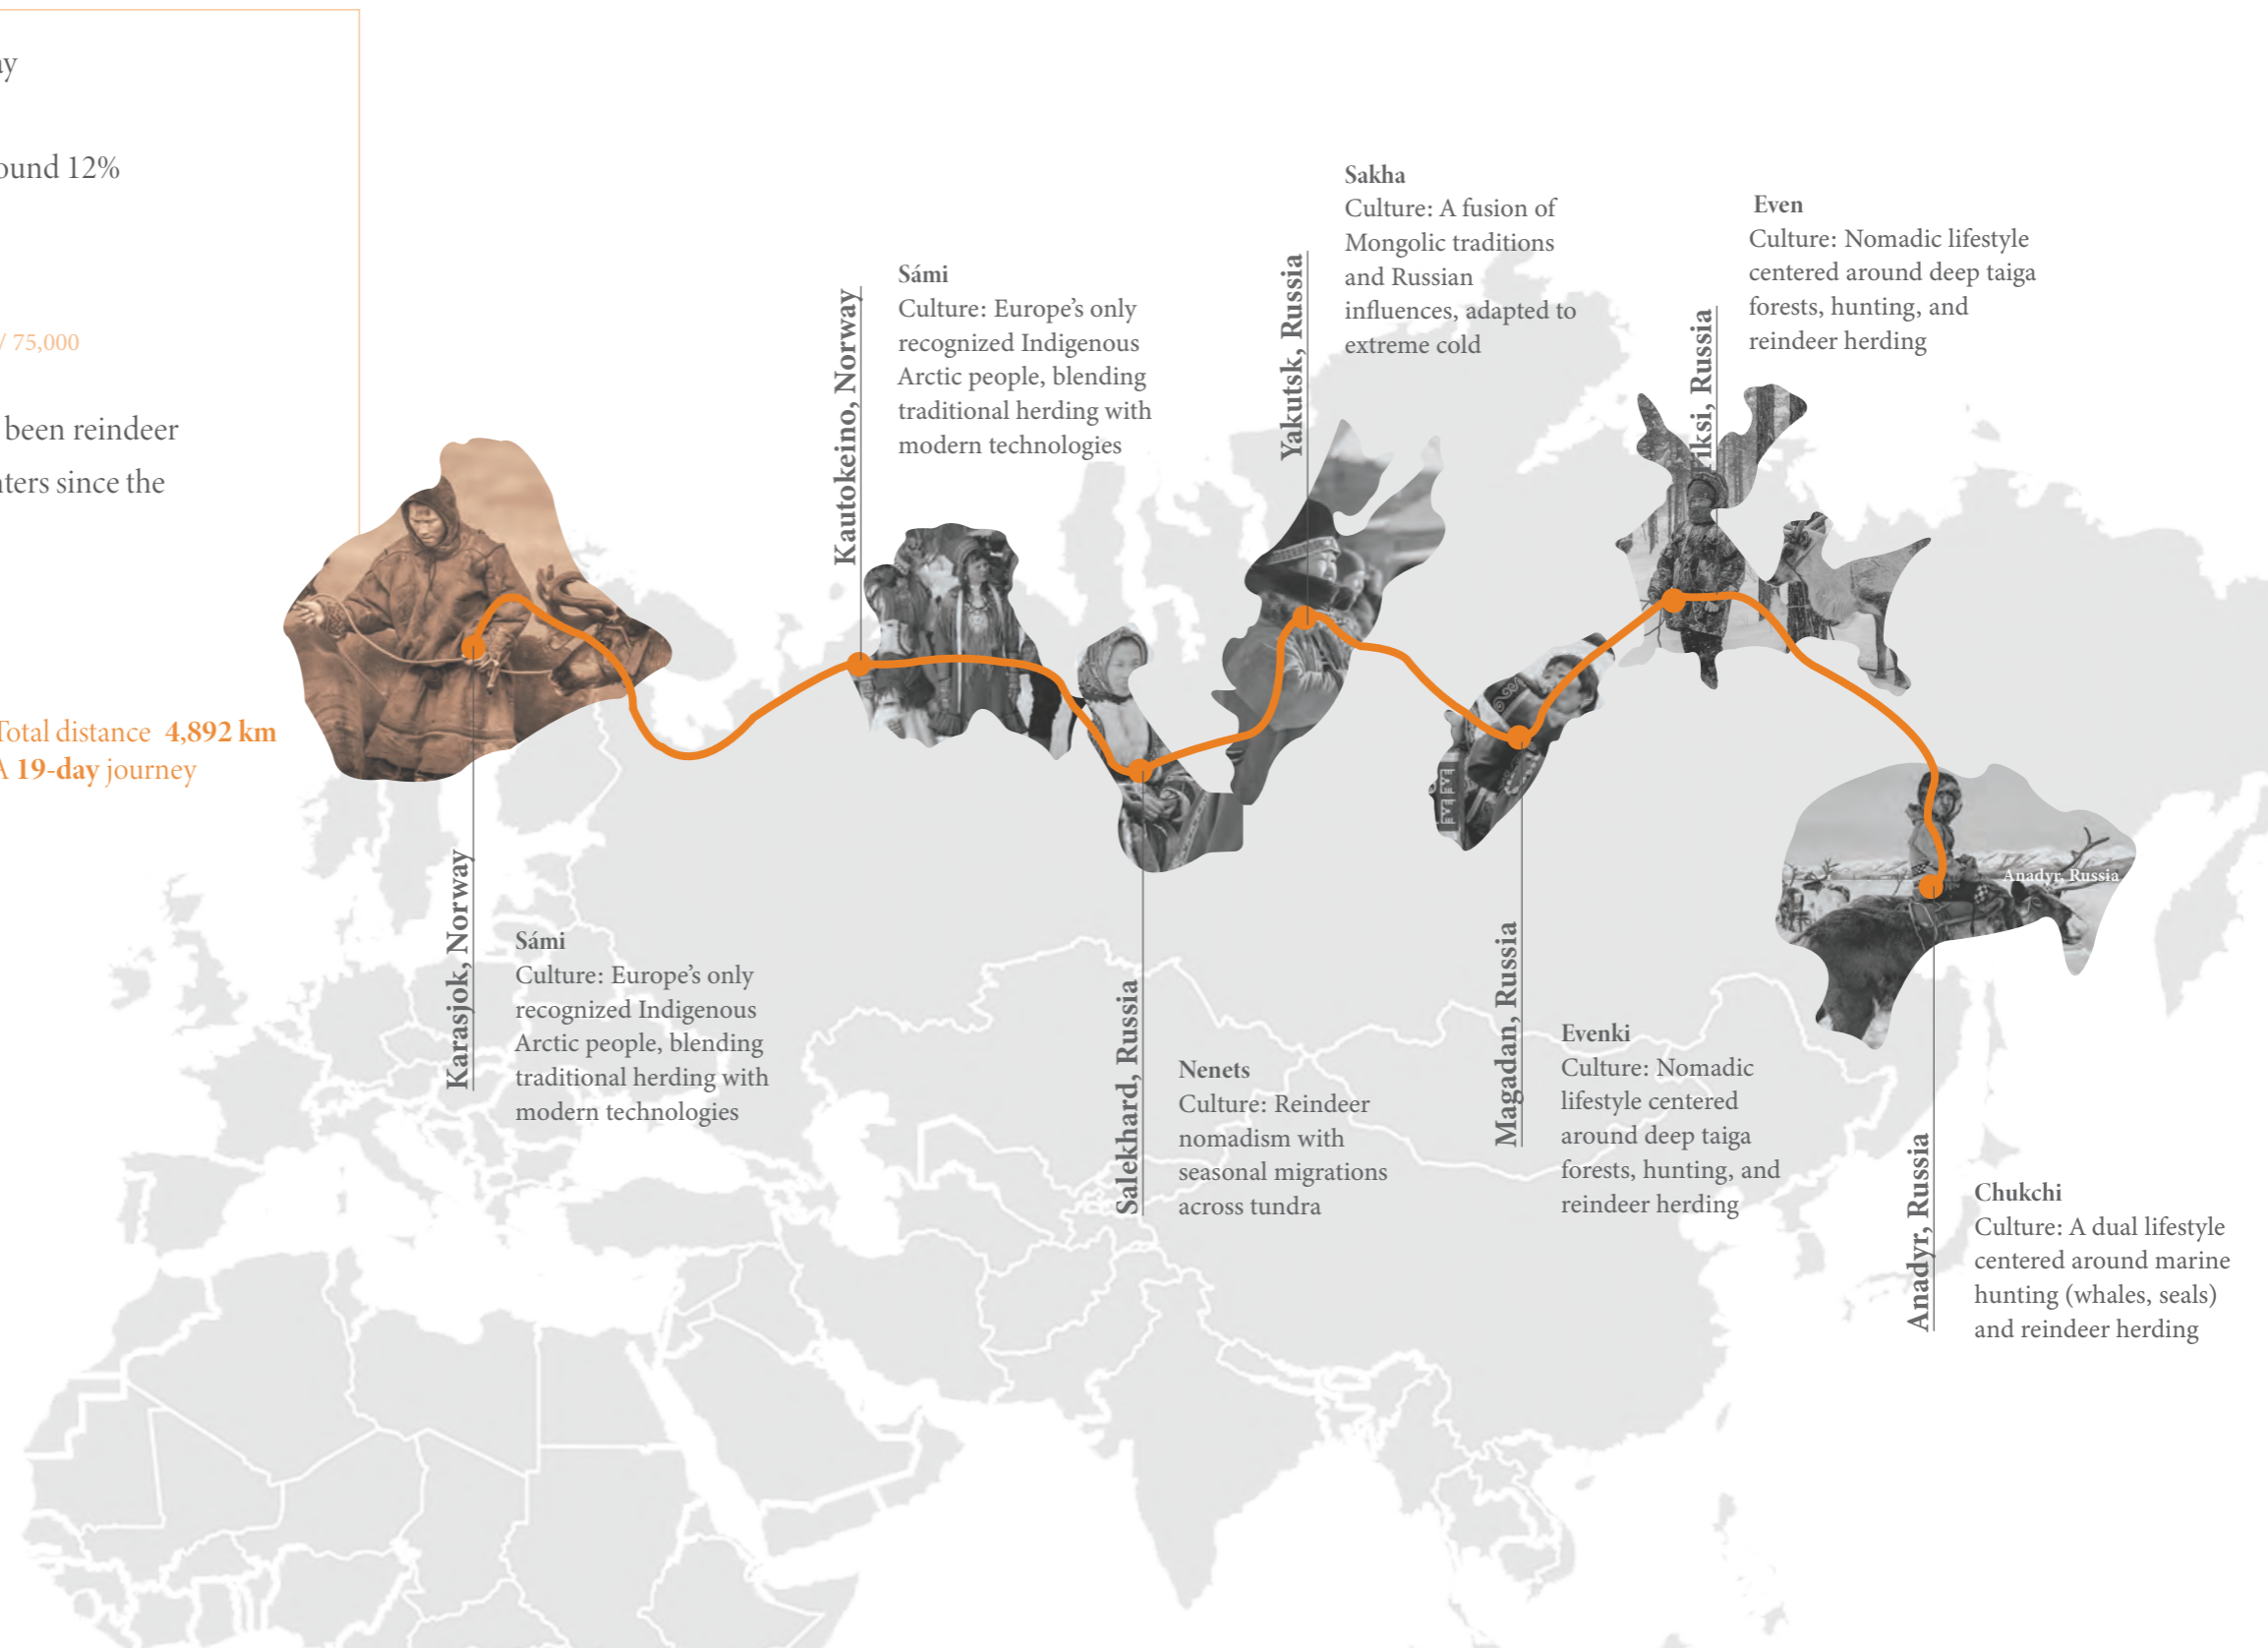 ay
ound 12%
/ 75,000
been reindeer
nters since the
Total distance 4,892 km
A 19-day journey
Karasjok, Norway
Sámi
Culture: Europe's only
recognized Indigenous
Arctic people, blending
traditional herding with
modern technologies
Kautokeino, Norway
Sámi
Culture: Europe's only
recognized Indigenous
Arctic people, blending
traditional herding with
modern technologies
Salekhard, Russia
Nenets
Culture: Reindeer
nomadism with
seasonal migrations
across tundra
Yakutsk, Russia
Sakha
Culture: A fusion of
Mongolic traditions
and Russian
influences, adapted to
extreme cold
Magadan, Russia
Evenki
Culture: Nomadic
lifestyle centered
around deep taiga
forests, hunting, and
reindeer herding
Tiksi, Russia
Even
Culture: Nomadic lifestyle
centered around deep taiga
forests, hunting, and
reindeer herding
Anadyr, Russia
Anadyr, Russia
Chukchi
Culture: A dual lifestyle
centered around marine
hunting (whales, seals)
and reindeer herding